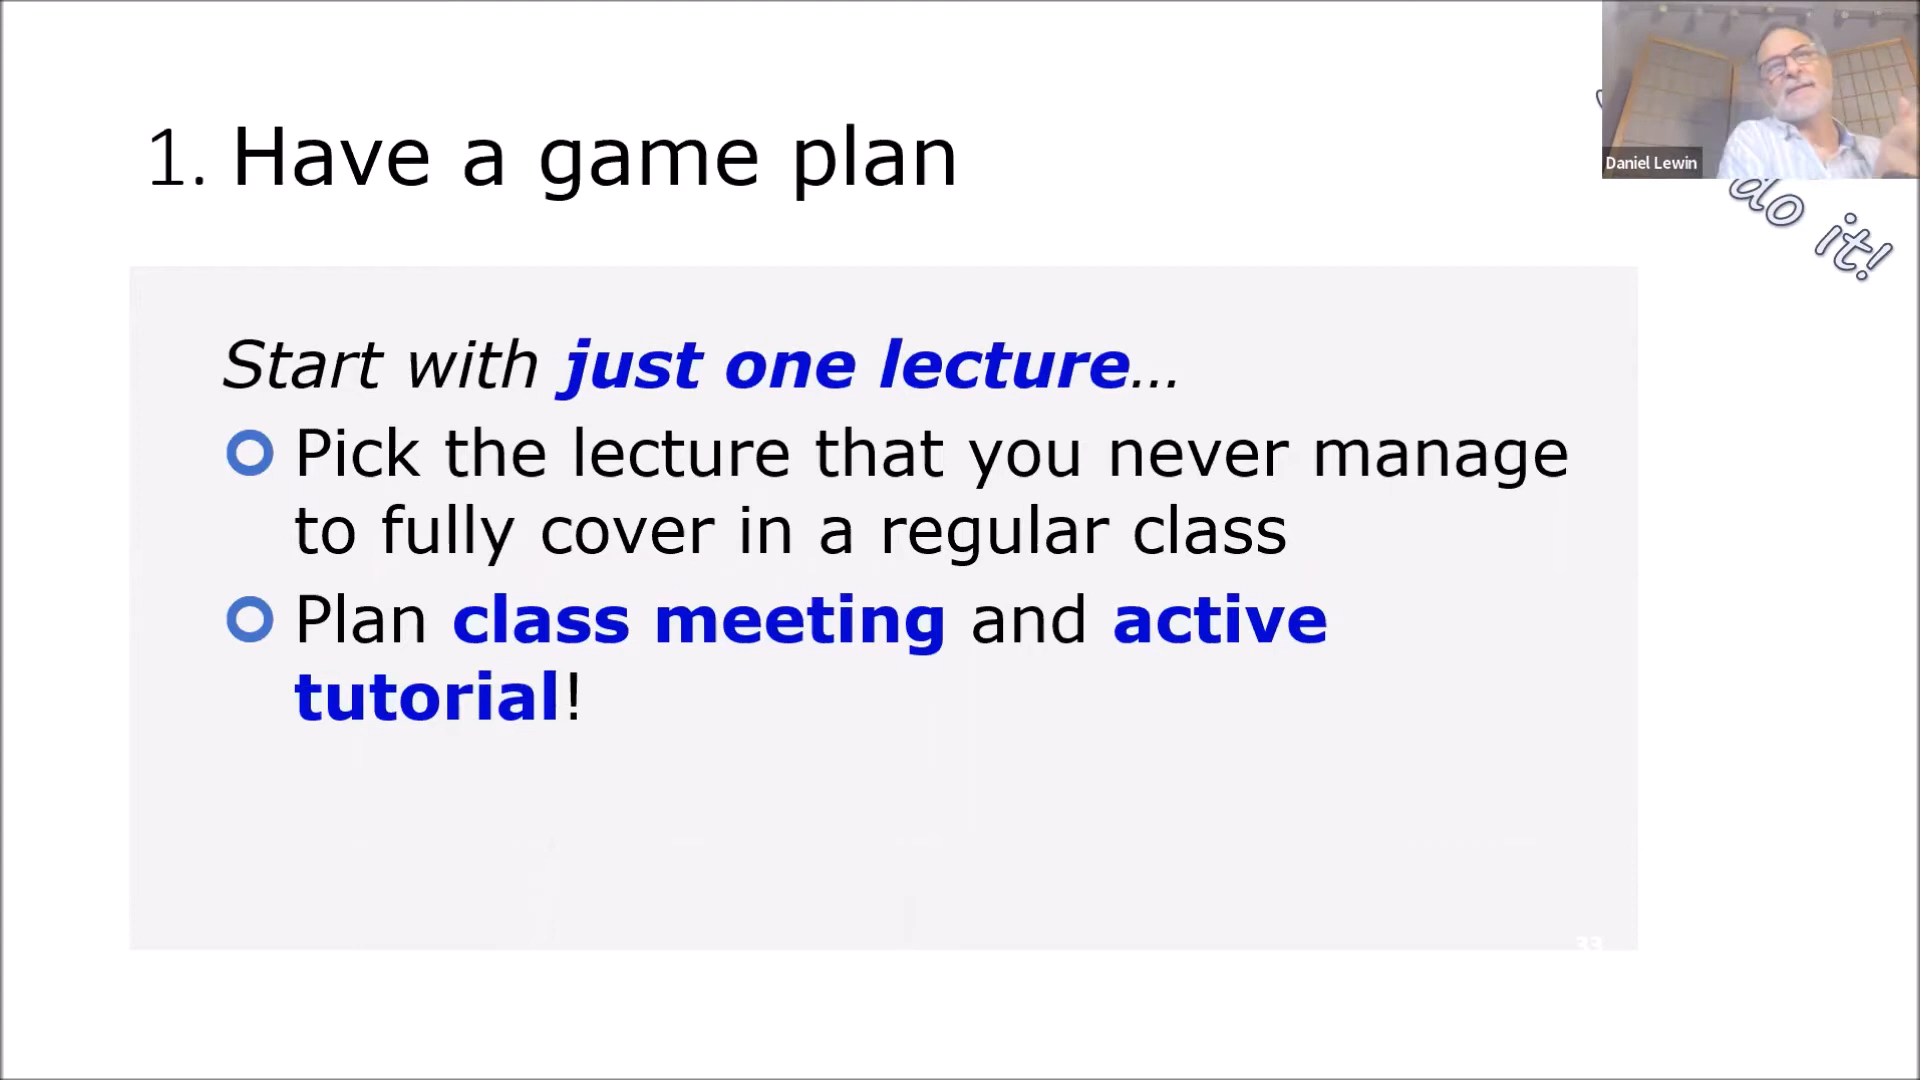 1. Have a game plan
Daniel Lewin
do it!
Start with just one lecture...
Pick the lecture that you never manage
to fully cover in a regular class
Plan class meeting and active
tutorial!
33